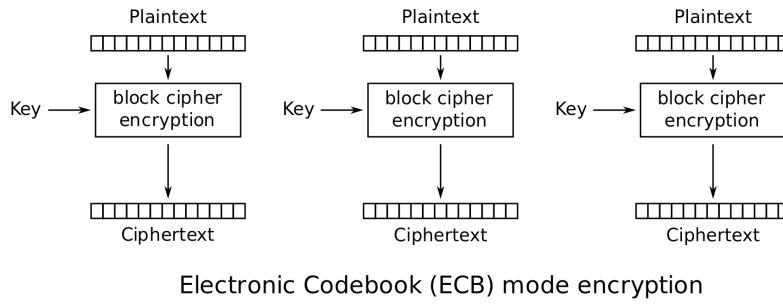 Plaintext
Plaintext
Plaintext
Key
block cipher
encryption
Key
block cipher
encryption
Key
block cipher
encryption
Ciphertext
Ciphertext
Ciphertext
Electronic Codebook (ECB) mode encryption